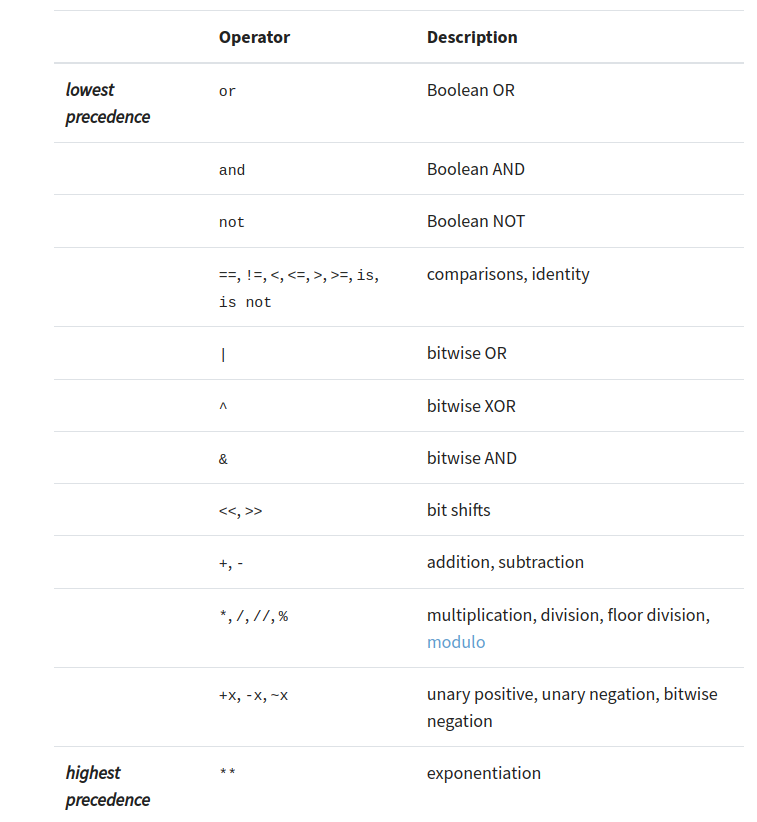 Operator Description
lowest or Boolean OR
precedence
and Boolean AND
not Boolean NOT
==, !=, <, <=, >, >=, is, comparisons, identity
is not
| bitwise OR
^ bitwise XOR
& bitwise AND
<<, >> bit shifts
+, - addition, subtraction
*, /, //, % multiplication, division, floor division,
modulo
+x, -x, ~x unary positive, unary negation, bitwise
negation
highest ** exponentiation
precedence